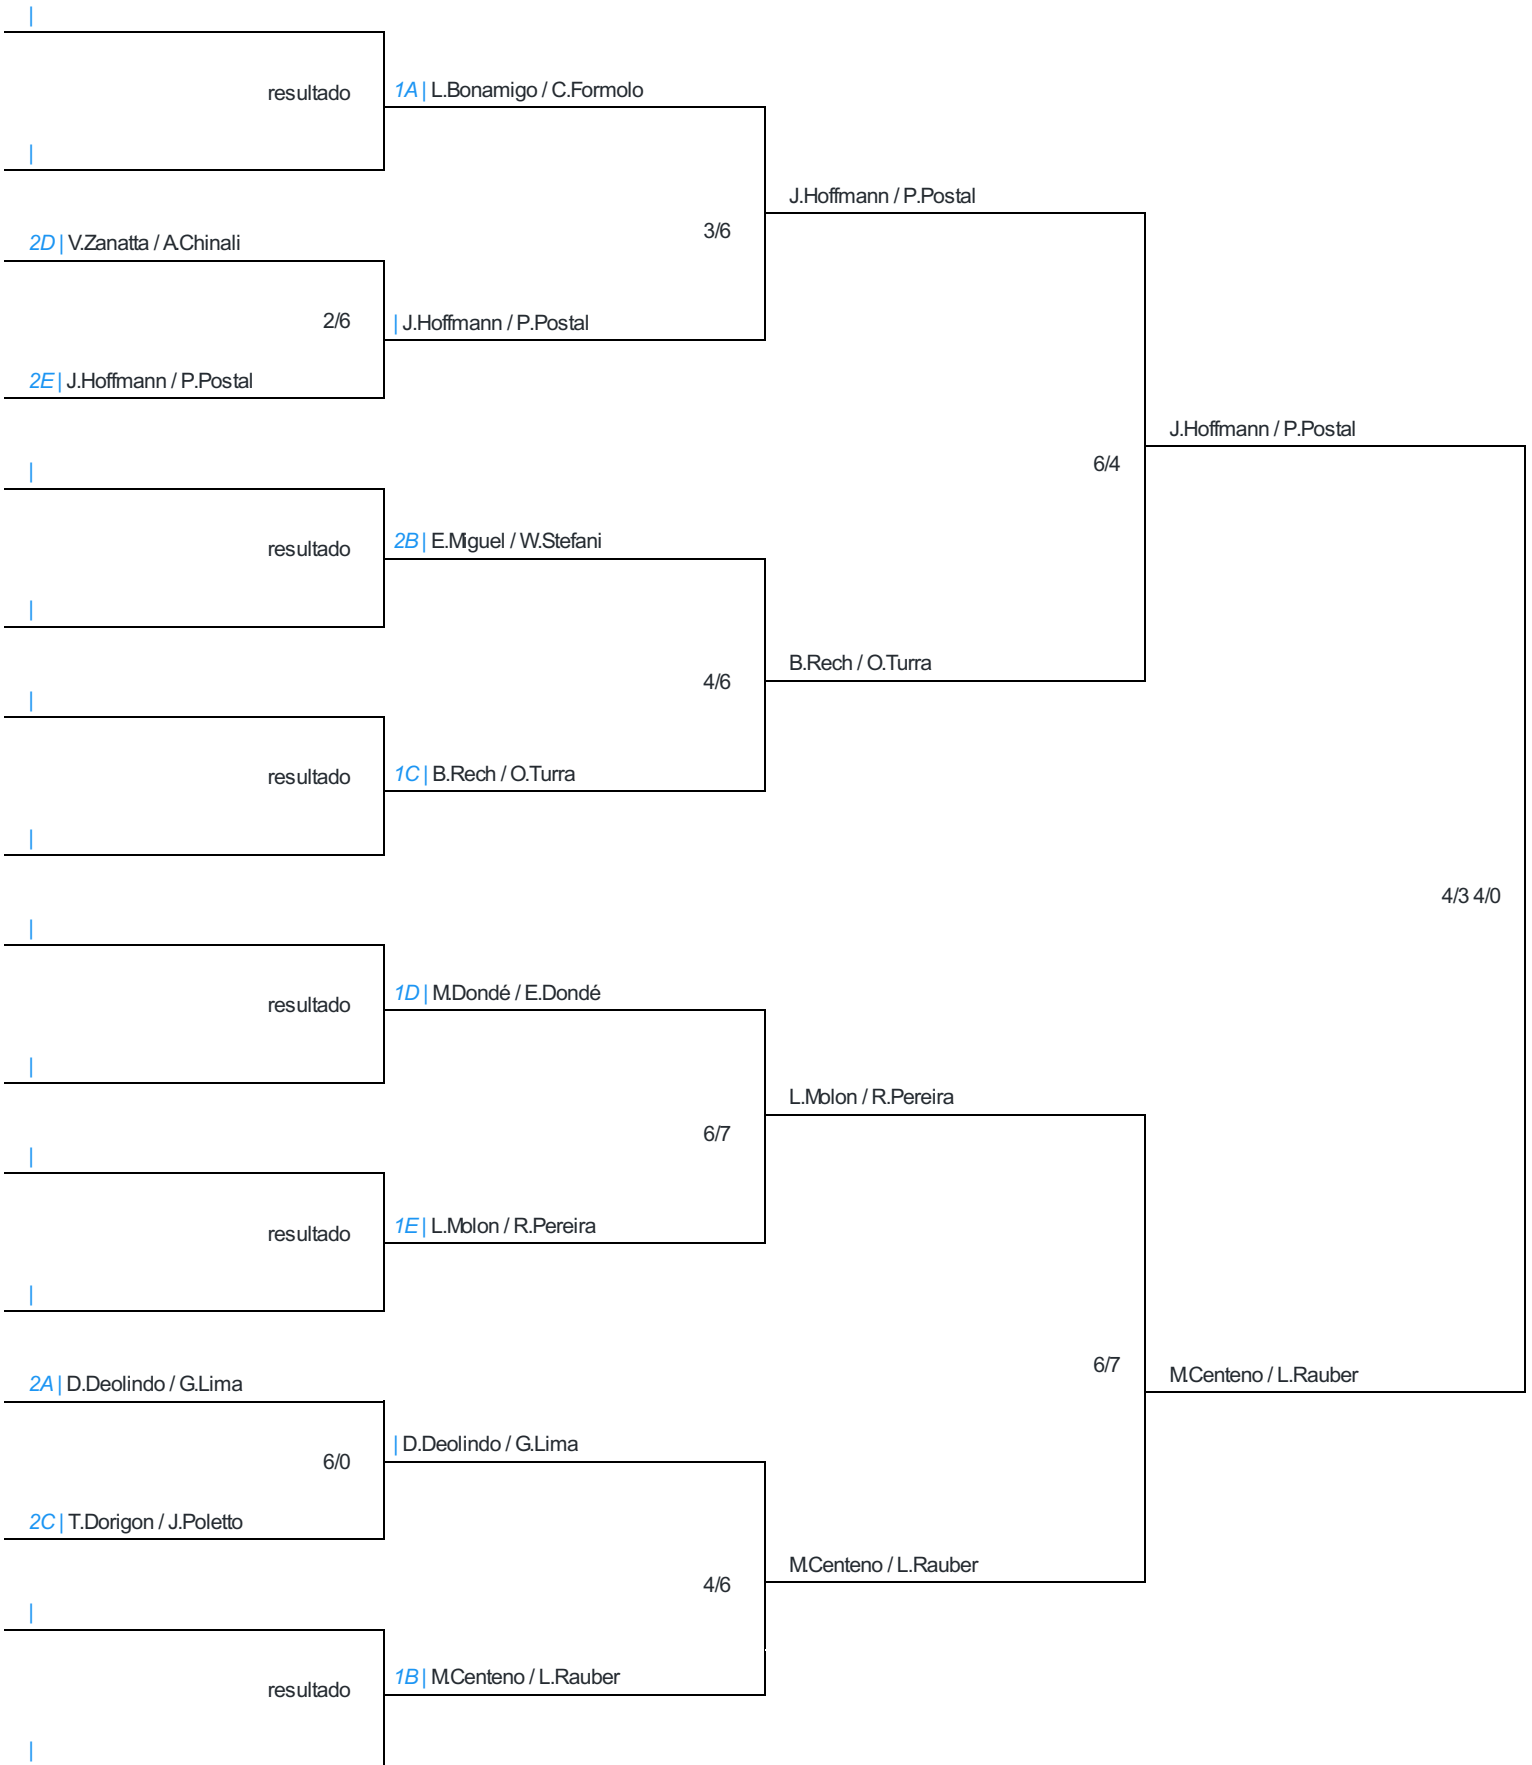 |
resultado
1A | L.Bonamigo / C.Formolo
|
J.Hoffmann / P.Postal
3/6
2D | V.Zanatta / A.Chinali
2/6
| J.Hoffmann / P.Postal
2E | J.Hoffmann / P.Postal
J.Hoffmann / P.Postal
6/4
|
resultado
2B | E.Miguel / W.Stefani
|
B.Rech / O.Turra
4/6
|
resultado
1C | B.Rech / O.Turra
|
4/3 4/0
|
resultado
1D | M.Dondé / E.Dondé
|
L.Molon / R.Pereira
6/7
|
resultado
1E | L.Molon / R.Pereira
|
6/7
M.Centeno / L.Rauber
2A | D.Deolindo / G.Lima
6/0
| D.Deolindo / G.Lima
2C | T.Dorigon / J.Poletto
M.Centeno / L.Rauber
4/6
|
resultado
1B | M.Centeno / L.Rauber
|